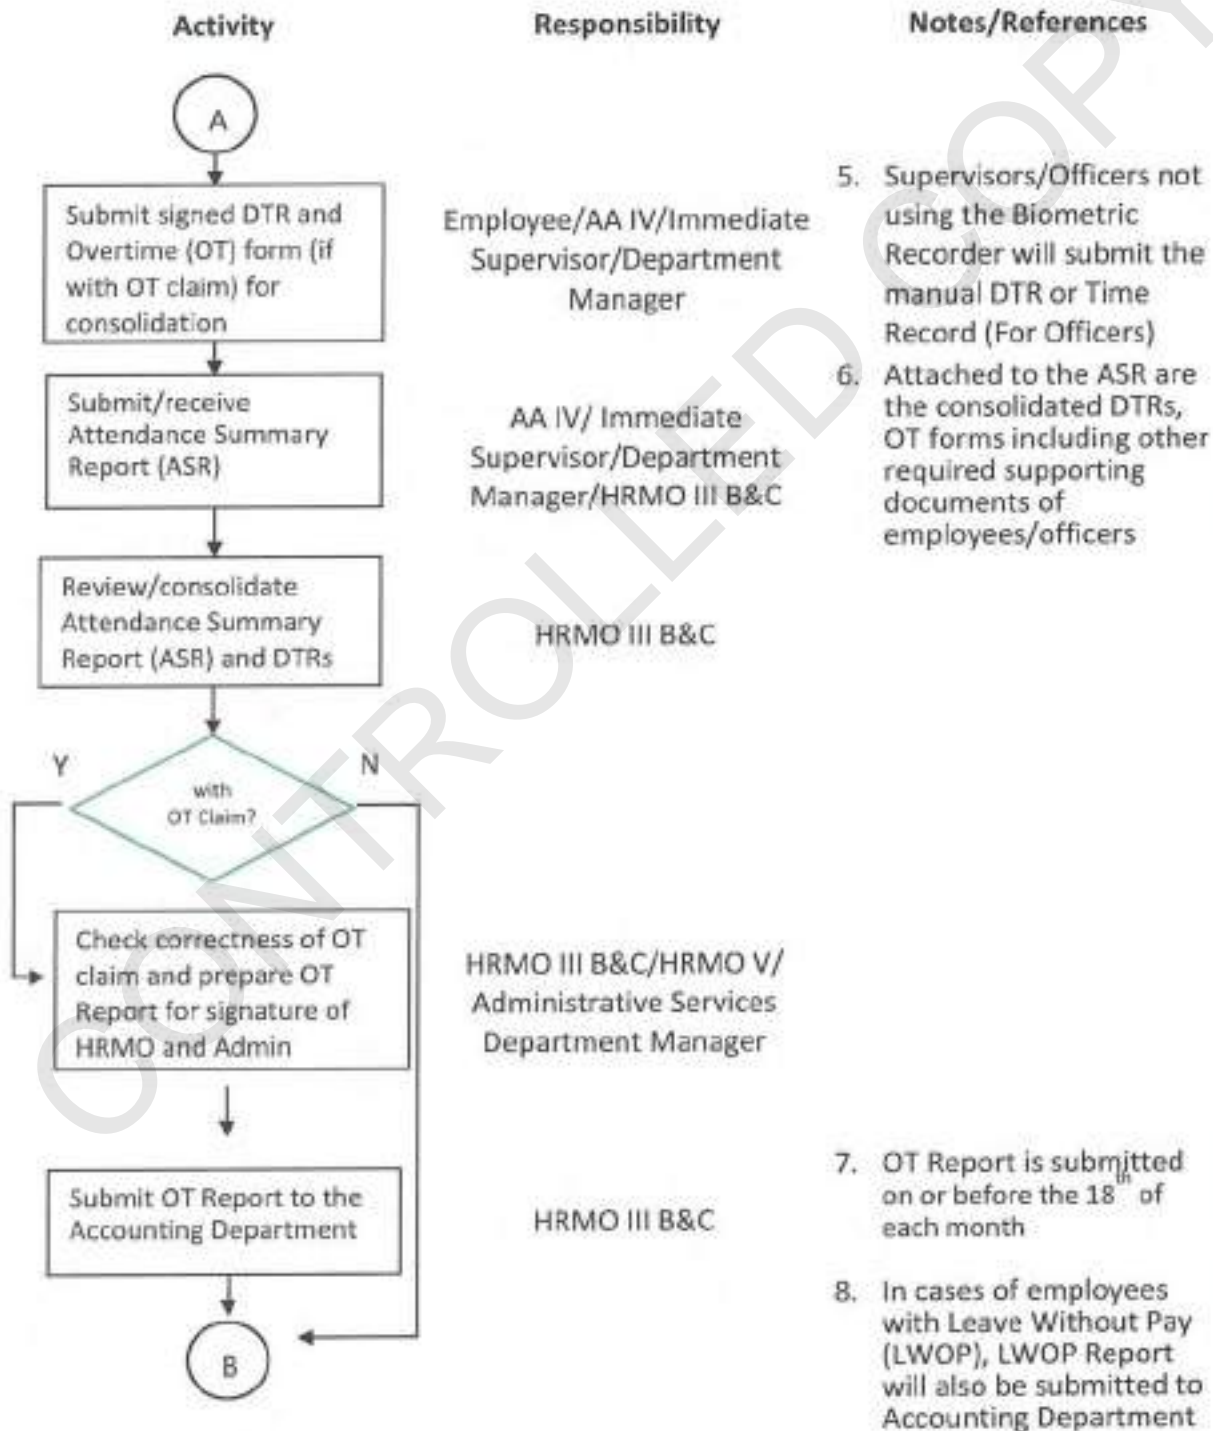 Activity
Responsibility
Notes/References
A
Submit signed DTR and
Overtime (OT) form (if
with OT claim) for
consolidation
Employee/AA IV/Immediate
Supervisor/Department
Manager
5. Supervisors/Officers not
using the Biometric
Recorder will submit the
manual DTR or Time
Record (For Officers)
Submit/receive
Attendance Summary
Report (ASR)
AA IV/ Immediate
Supervisor/Department
Manager/HRMO III B&C
6. Attached to the ASR are
the consolidated DTRs,
OT forms including other
required supporting
documents of
employees/officers
Review/consolidate
Attendance Summary
Report (ASR) and DTRs
HRMO III B&C
Y
N
with
OT Claim?
Check correctness of OT
claim and prepare OT
Report for signature of
HRMO and Admin
HRMO III B&C/HRMO V/
Administrative Services
Department Manager
Submit OT Report to the
Accounting Department
HRMO III B&C
7. OT Report is submitted
on or before the 18th of
each month
8. In cases of employees
with Leave Without Pay
(LWOP), LWOP Report
will also be submitted to
Accounting Department
B
CONTROLLED COPY